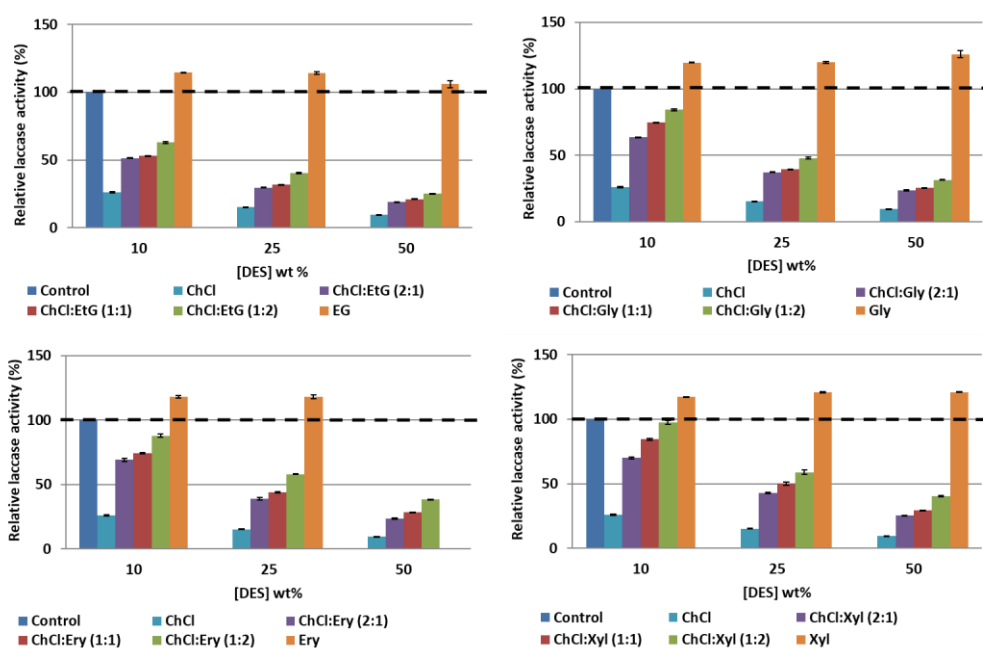 Relative laccase activity (%)
150
100
50
0
10 25 50
[DES] wt %
Control ChCl ChCl:EtG (2:1)
ChCl:EtG (1:1) ChCl:EtG (1:2) EG
Relative laccase activity (%)
150
100
50
0
10 25 50
[DES] wt%
Control ChCl ChCl:Gly (2:1)
ChCl:Gly (1:1) ChCl:Gly (1:2) Gly
Relative laccase activity (%)
150
100
50
0
10 25 50
[DES] wt%
Control ChCl ChCl:Ery (2:1)
ChCl:Ery (1:1) ChCl:Ery (1:2) Ery
Relative laccase activity (%)
150
100
50
0
10 25 50
[DES] wt%
Control ChCl ChCl:Xyl (2:1)
ChCl:Xyl (1:1) ChCl:Xyl (1:2) Xyl